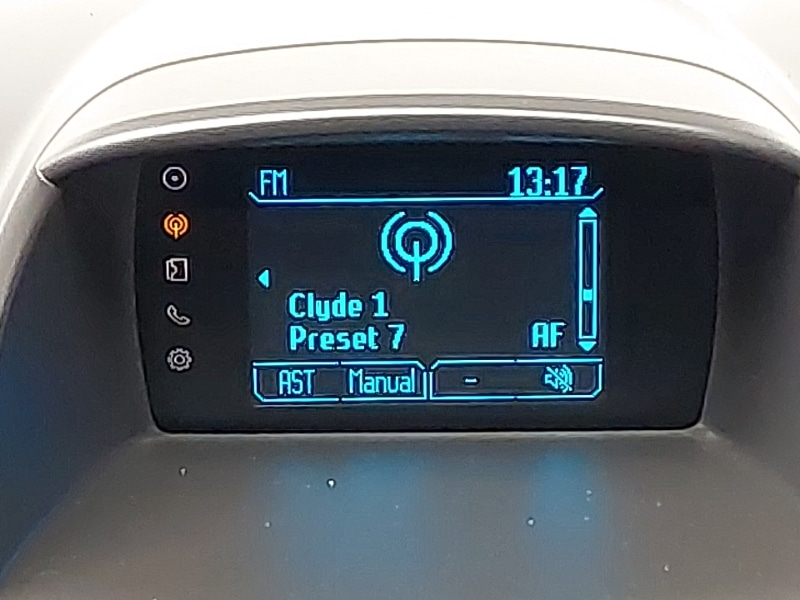 FM 13:17
Clyde 1
Preset 7 AF
AST Manual -